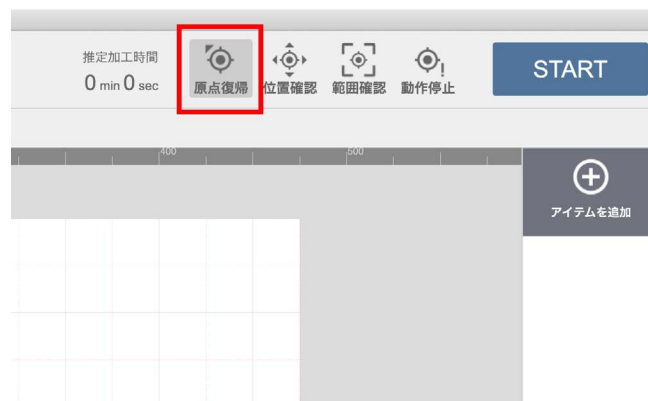 推定加工時間
0 min 0 sec
原点復帰
位置確認
範囲確認
動作停止
START
400
500
アイテムを追加